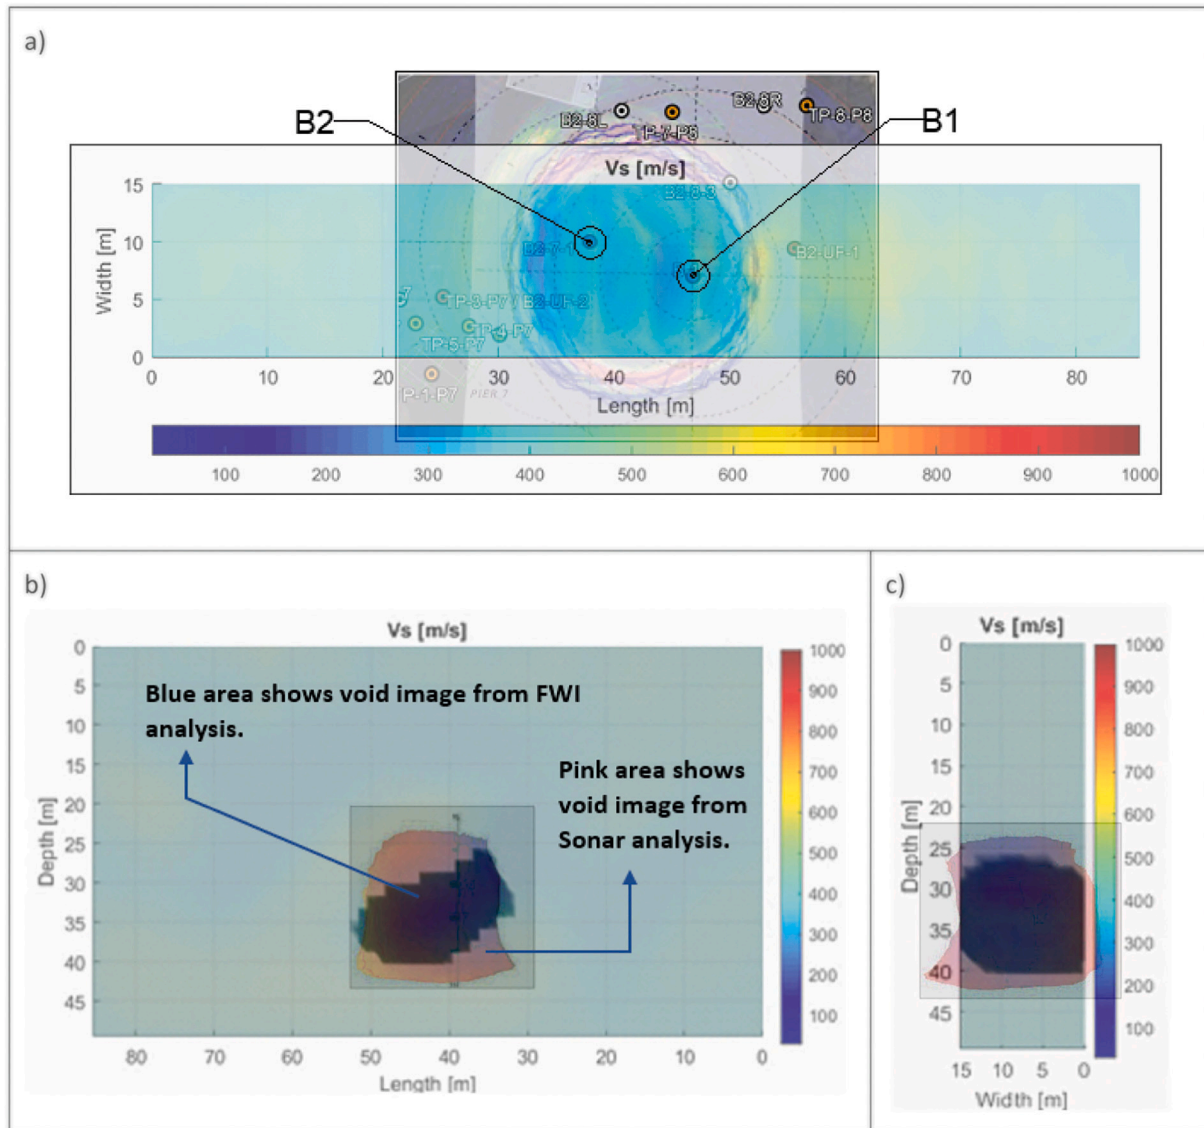 a)
B2
B1
B2-8L
TP-7-P8
B2-8R
TP-8-P8
Vs [m/s]
B2-8-3
B2-7-1
B2-UF-1
TP-3-P7 / B2-UF-2
TP-4-P7
TP-5-P7
P-1-P7
PIER 7
Width [m]
15
10
5
0
0 10 20 30 40 50 60 70 80
Length [m]
100 200 300 400 500 600 700 800 900 1000
b)
Vs [m/s]
Blue area shows void image from FWI
analysis.
Pink area shows
void image from
Sonar analysis.
Depth [m]
0
5
10
15
20
25
30
35
40
45
80 70 60 50 40 30 20 10 0
Length [m]
1000
900
800
700
600
500
400
300
200
100
c)
Vs [m/s]
Depth [m]
0
5
10
15
20
25
30
35
40
45
15 10 5 0
Width [m]
1000
900
800
700
600
500
400
300
200
100